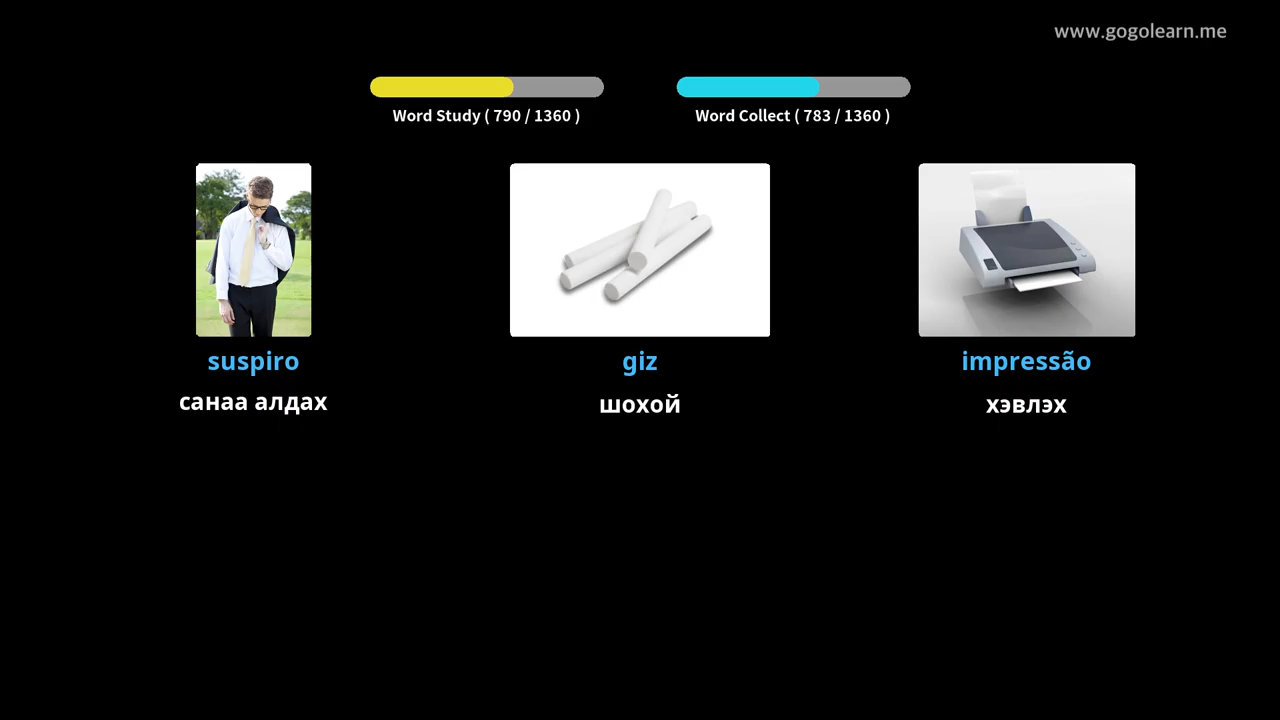 www.gogolearn.me
Word Study ( 790 / 1360 )
Word Collect ( 783 / 1360 )
suspiro
giz
impressão
санаа алдах
шохой
хэвлэх